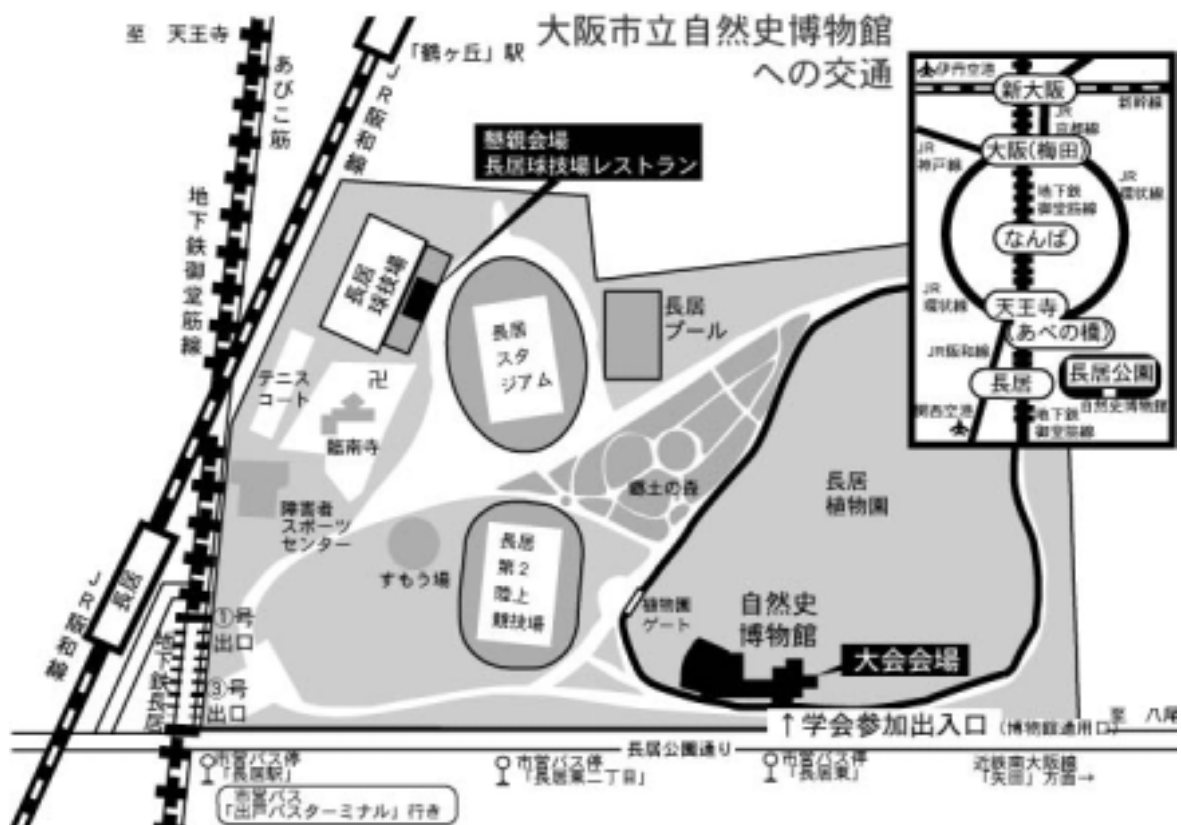 大阪市立自然史博物館
への交通
至 天王寺
あびこ筋
地下鉄御堂筋線
「鶴ヶ丘」駅
JR阪和線
懇親会場
長居球技場レストラン
長居
球技場
長居
スタ
ジアム
長居
プール
テニス
コート
卍
臨南寺
障害者
スポーツ
センター
すもう場
郷土の森
長居
第2
陸上
競技場
長居
植物園
植物園
ゲート
自然史
博物館
大会会場
↑学会参加出入口(博物館通用口)
至 八尾
長居
JR阪和線
①号
出口
地下鉄長居
③号
出口
長居公園通り
市営バス停
「長居駅」
市営バス
「出戸バスターミナル」行き
市営バス停
「長居東二丁目」
市営バス停
「長居東」
近鉄南大阪線
「矢田」方面→
伊丹空港
新大阪
新幹線
JR
京都線
大阪(梅田)
JR
神戸線
地下鉄
御堂筋線
JR
環状線
なんば
JR
環状線
天王寺
(あべの橋)
JR阪和線
長居
長居公園
自然史博物館
関西空港
地下鉄
御堂筋線